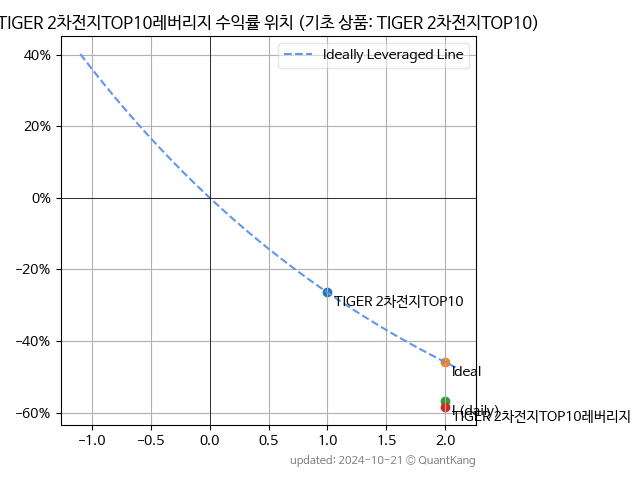 TIGER 2차전지TOP10레버리지 수익률 위치 (기초 상품: TIGER 2차전지TOP10)
Ideally Leveraged Line
40%
20%
0%
−20%
−40%
−60%
TIGER 2차전지TOP10
Ideal
(daily)
TIGER 2차전지TOP10레버리지
−1.0
−0.5
0.0
0.5
1.0
1.5
2.0
updated: 2024-10-21 © QuantKang